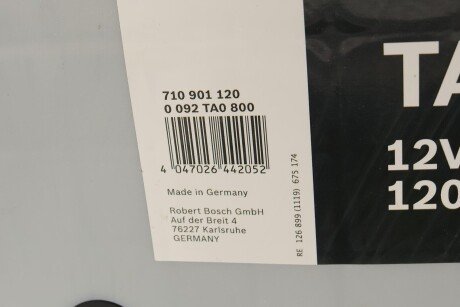 710 901 120
0 092 TA0 800
4 047026 442052
Made in Germany
Robert Bosch GmbH
Auf der Breit 4
76227 Karlsruhe
GERMANY
RE 126 899 (1119) 675 174
TA
12V
120